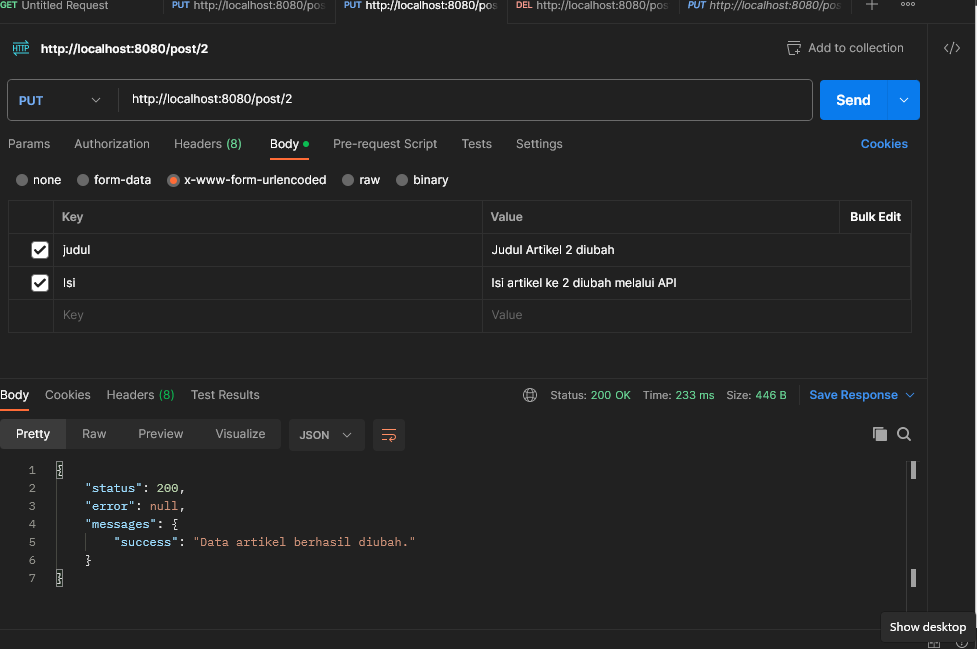 GET Untitled Request PUT http://localhost:8080/pos PUT http://localhost:8080/pos DEL http://localhost:8080/pos PUT http://localhost:8080/pos
HTTP http://localhost:8080/post/2 Add to collection </>
PUT http://localhost:8080/post/2 Send
Params Authorization Headers (8) Body Pre-request Script Tests Settings Cookies
none form-data x-www-form-urlencoded raw binary
Key Value Bulk Edit
judul Judul Artikel 2 diubah
Isi Isi artikel ke 2 diubah melalui API
Key Value
Body Cookies Headers (8) Test Results Status: 200 OK Time: 233 ms Size: 446 B Save Response
Pretty Raw Preview Visualize JSON
1 {
2 "status": 200,
3 "error": null,
4 "messages": {
5 "success": "Data artikel berhasil diubah."
6 }
7 }
Show desktop